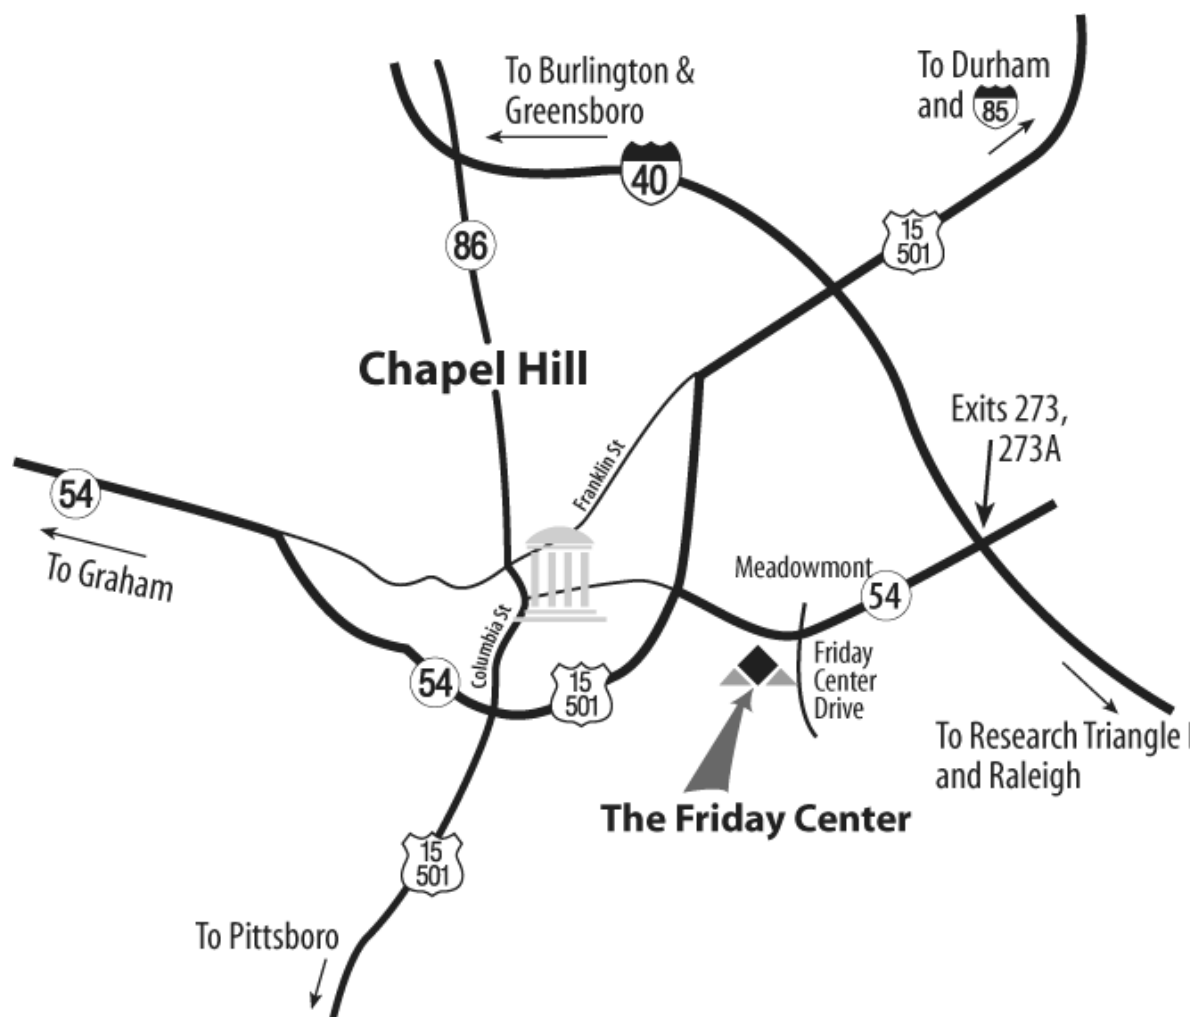 To Burlington &
Greensboro
To Durham
and 85
40
15
501
86
Chapel Hill
Exits 273,
273A
Franklin St
54
To Graham
Meadowmont
54
Columbia St
54
15
501
Friday
Center
Drive
To Research Triangle
and Raleigh
The Friday Center
15
501
To Pittsboro